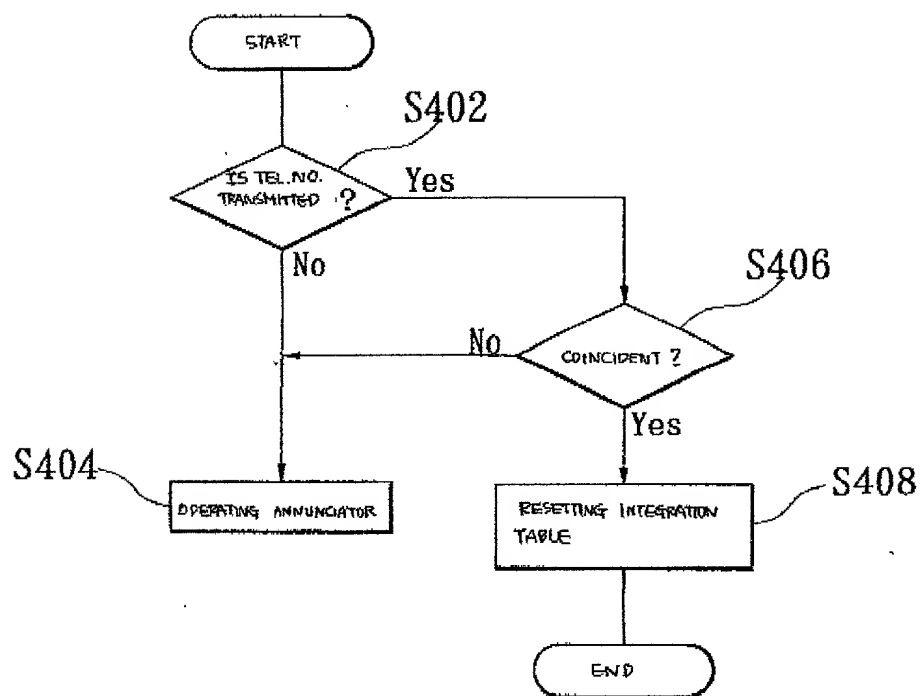 START
S402
IS TEL.NO.
TRANSMITTED ?
Yes
No
S406
No
COINCIDENT ?
Yes
S404
OPERATING ANNUNCIATOR
S408
RESETTING INTEGRATION
TABLE
END